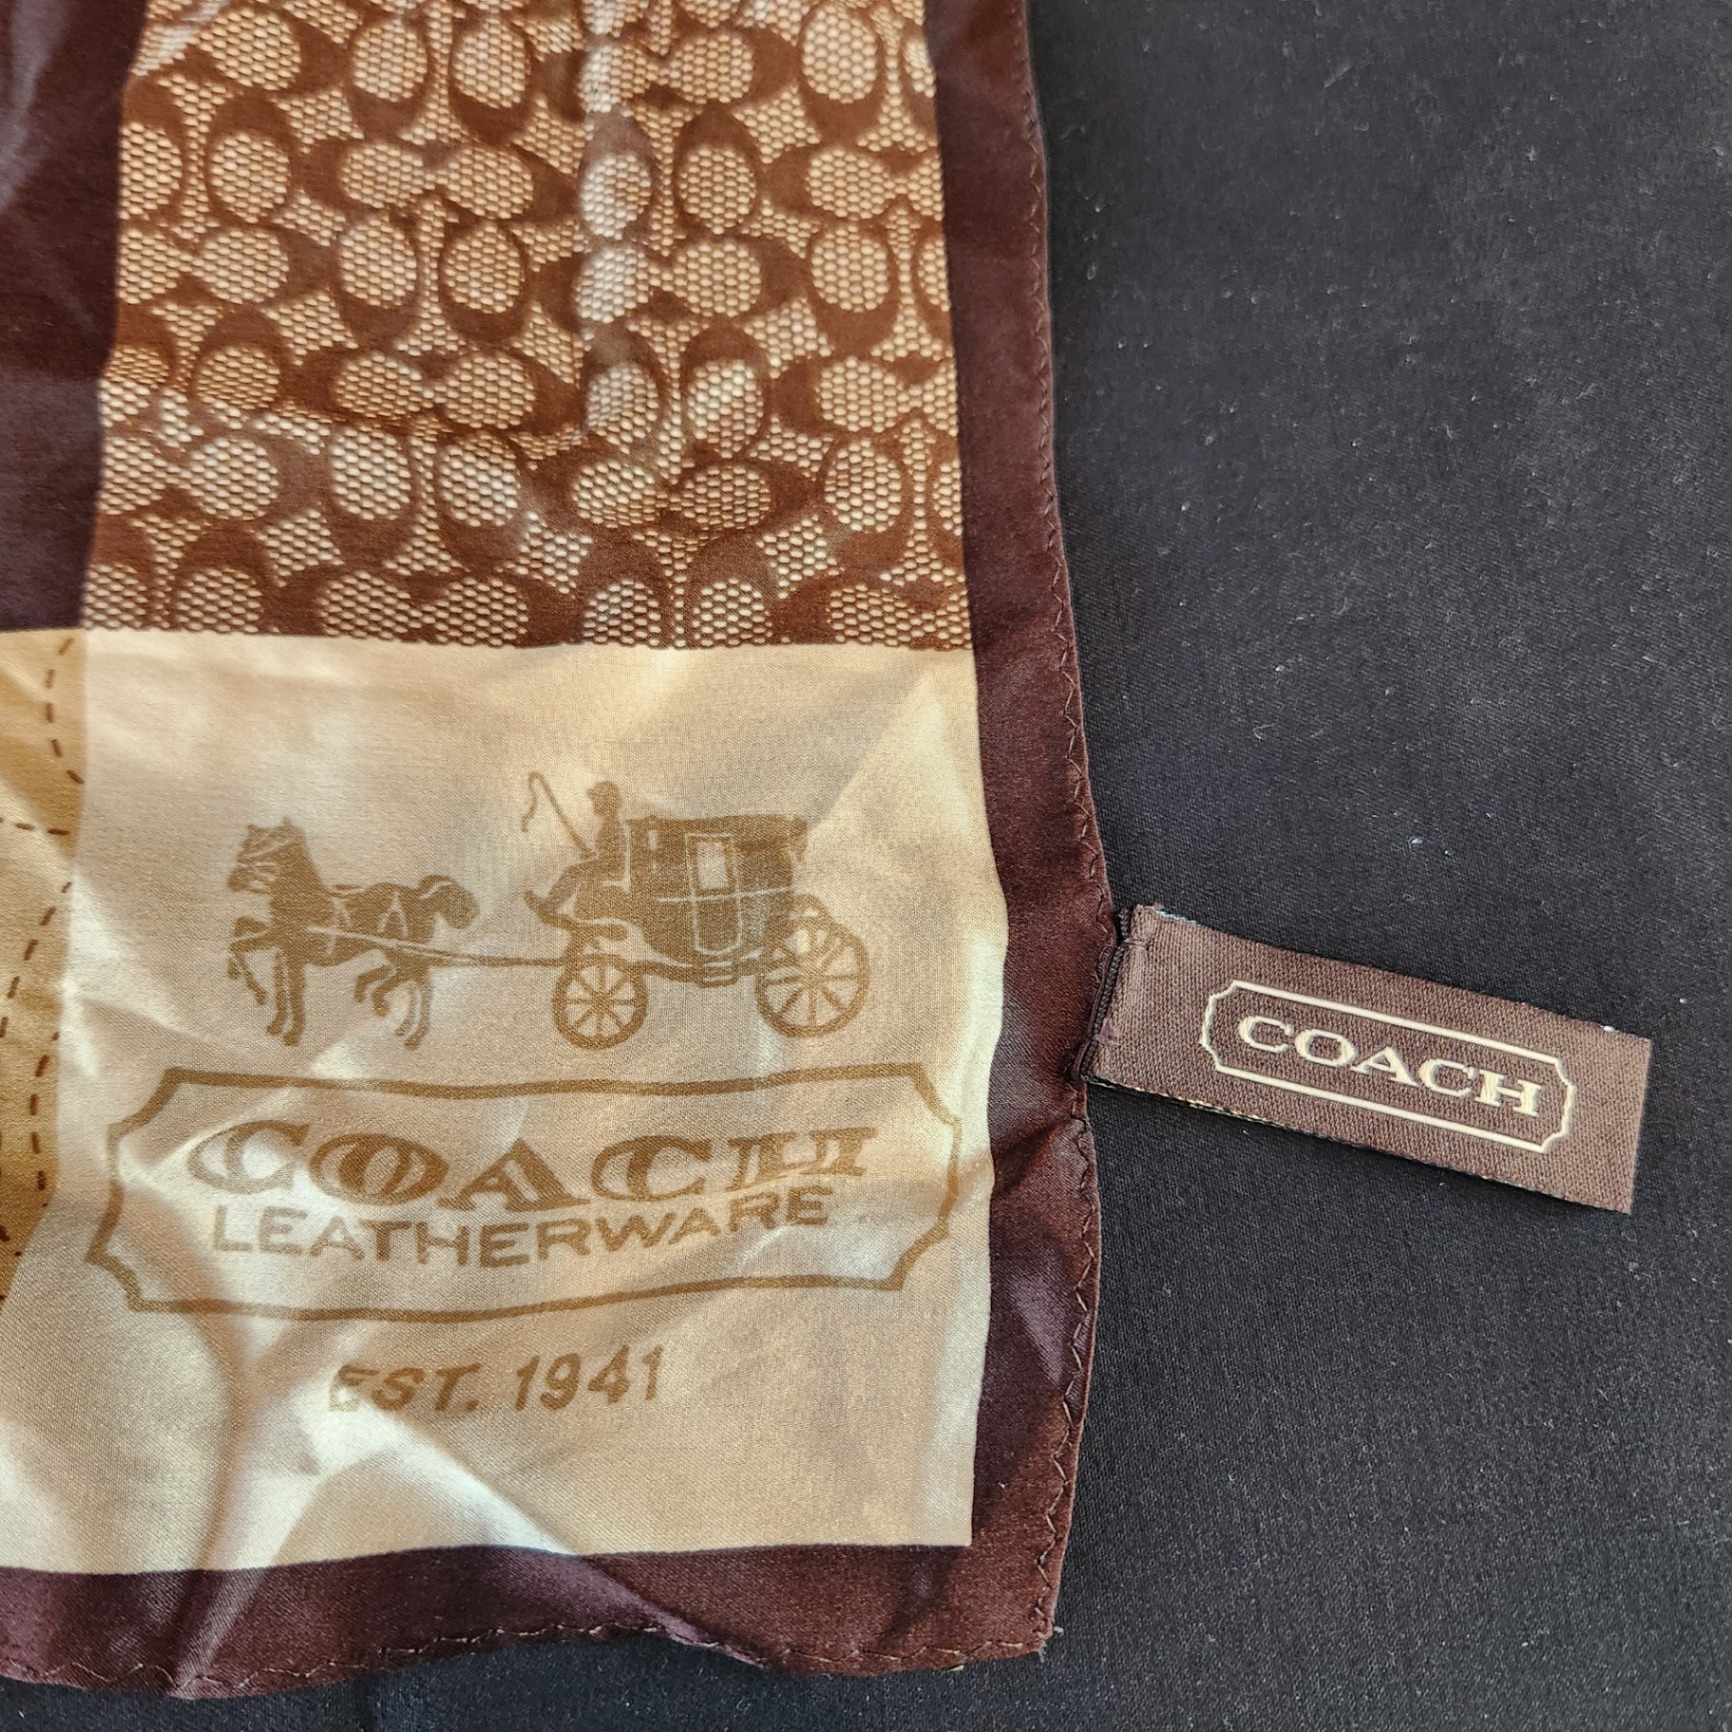 COACH
LEATHERWARE
EST. 1941
COACH